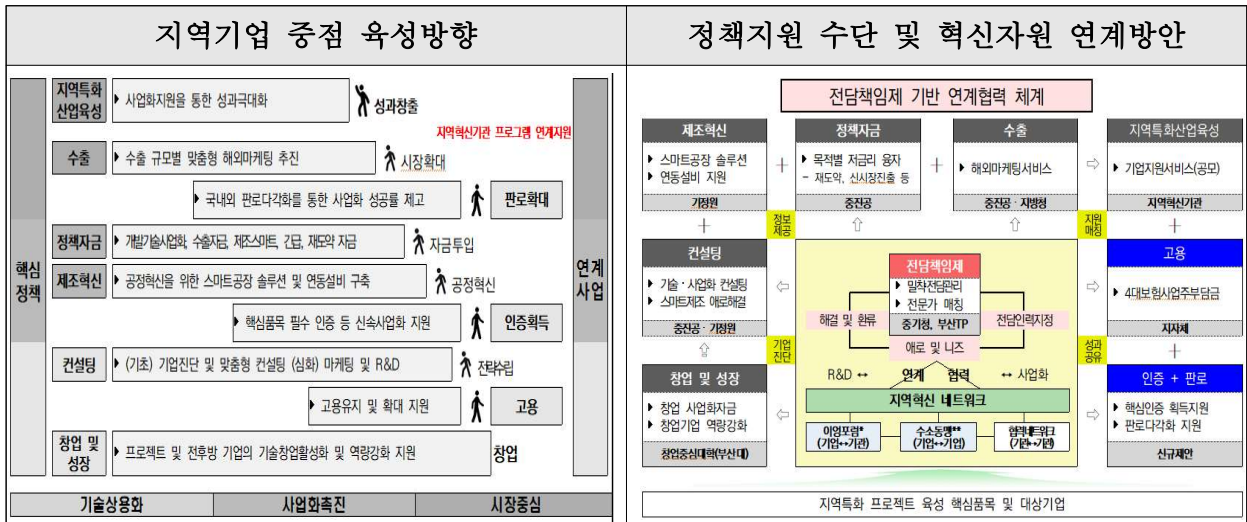 지역기업 중점 육성방향
핵심
정책
지역특화
산업육성
▶ 사업화지원을 통한 성과극대화
성과창출
지역혁신기관 프로그램 연계지원
수출
▶ 수출 규모별 맞춤형 해외마케팅 추진
시장확대
▶ 국내외 판로다각화를 통한 사업화 성공률 제고
판로확대
정책자금
▶ 개발기술사업화, 수출자금, 제조스마트, 긴급, 재도약 자금
자금투입
제조혁신
▶ 공정혁신을 위한 스마트공장 솔루션 및 연동설비 구축
공정혁신
▶ 핵심품목 필수 인증 등 신속사업화 지원
인증획득
컨설팅
▶ (기초) 기업진단 및 맞춤형 컨설팅 (심화) 마케팅 및 R&D
전략수립
▶ 고용유지 및 확대 지원
고용
창업 및
성장
▶ 프로젝트 및 전후방 기업의 기술창업활성화 및 역량강화 지원
창업
연계
사업
기술상용화
사업화촉진
시장중심
정책지원 수단 및 혁신자원 연계방안
전담책임제 기반 연계협력 체계
제조혁신
▶ 스마트공장 솔루션
▶ 연동설비 지원
기정원
+
정책자금
▶ 목적별 저금리 융자
- 재도약, 신시장진출 등
중진공
+
수출
▶ 해외마케팅서비스
중진공·지방청
⇨
지역특화산업육성
▶ 기업지원서비스(공모)
지역혁신기관
+
정보
제공
⇧
⇧
지원
매칭
+
컨설팅
▶ 기술·사업화 컨설팅
▶ 스마트제조 애로해결
중진공·기정원
⇦
전담책임제
▶ 밀착전담관리
▶ 전문가 매칭
중기청, 부산TP
해결 및 환류
전담인력지정
애로 및 니즈
⇨
고용
▶ 4대보험사업주부담금
지자체
⇧
기업
진단
성과
공유
+
R&D ↔
연계
협력
↔ 사업화
지역혁신 네트워크
이영포럼*
(기업↔기관)
수소동맹**
(기업↔기업)
협력네트워크
(기관↔기관)
창업 및 성장
▶ 창업 사업화자금
▶ 창업기업 역량강화
창업중심대학(부산대)
⇦
⇨
인증 + 판로
▶ 핵심인증 획득지원
▶ 판로다각화 지원
신규제안
지역특화 프로젝트 육성 핵심품목 및 대상기업